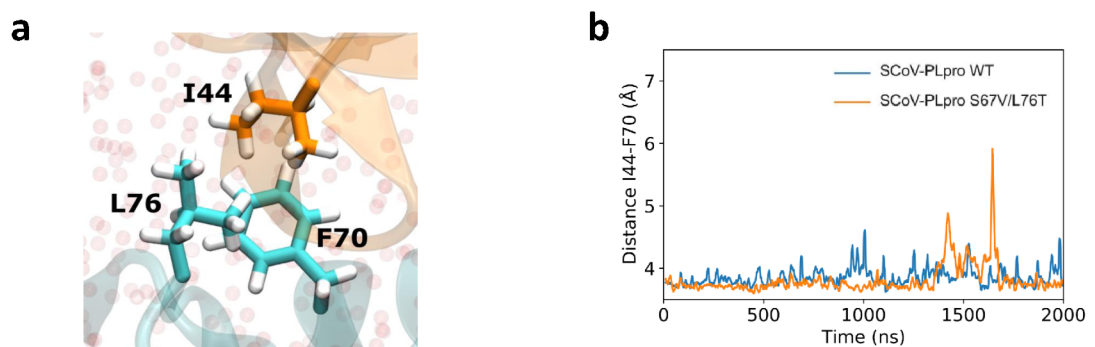 a
I44
L76
F70
b
SCoV-PLpro WT
SCoV-PLpro S67V/L76T
Distance I44-F70 (Å)
7
6
5
4
0 500 1000 1500 2000
Time (ns)